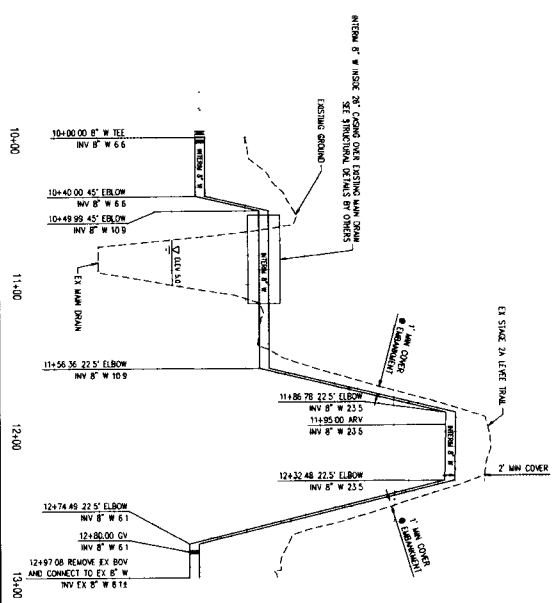 INTERIM 8" W INSIDE 28" CASING OVER EXISTING MAIN DRAIN
SEE STRUCTURAL DETAILS BY OTHERS
EXISTING GROUND
EX STAGE 2A LEVEE TRAIL
1' MIN COVER
@ EMBANKMENT
2' MIN COVER
1' MIN COVER
@ EMBANKMENT
INTERIM 8" W
INTERIM 8" W
INTERIM 8" W
ELEV 5.0
EX MAIN DRAIN
10+00.00 8" W TEE
INV 8" W 6.6
10+40.00 45° EBLOW
INV 8" W 6.6
10+49.99 45° EBLOW
INV 8" W 10.9
11+56.36 22.5° ELBOW
INV 8" W 10.9
11+86.78 22.5° ELBOW
INV 8" W 23.5
11+95.00 ARV
INV 8" W 23.5
12+32.48 22.5° ELBOW
INV 8" W 23.5
12+74.49 22.5° ELBOW
INV 8" W 6.1
12+80.00 GV
INV 8" W 6.1
12+97.08 REMOVE EX BOV
AND CONNECT TO EX 8" W
INV EX 8" W 6.1±
10+00
11+00
12+00
13+00